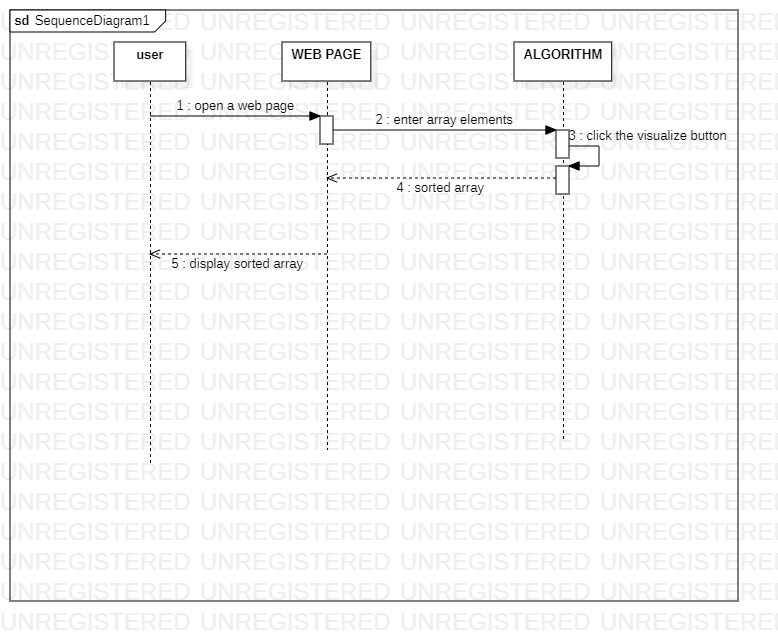 sd SequenceDiagram1
user
WEB PAGE
ALGORITHM
1 : open a web page
2 : enter array elements
3 : click the visualize button
4 : sorted array
5 : display sorted array
UNREGISTERED UNREGISTERED UNREGISTERED UNREGISTERED